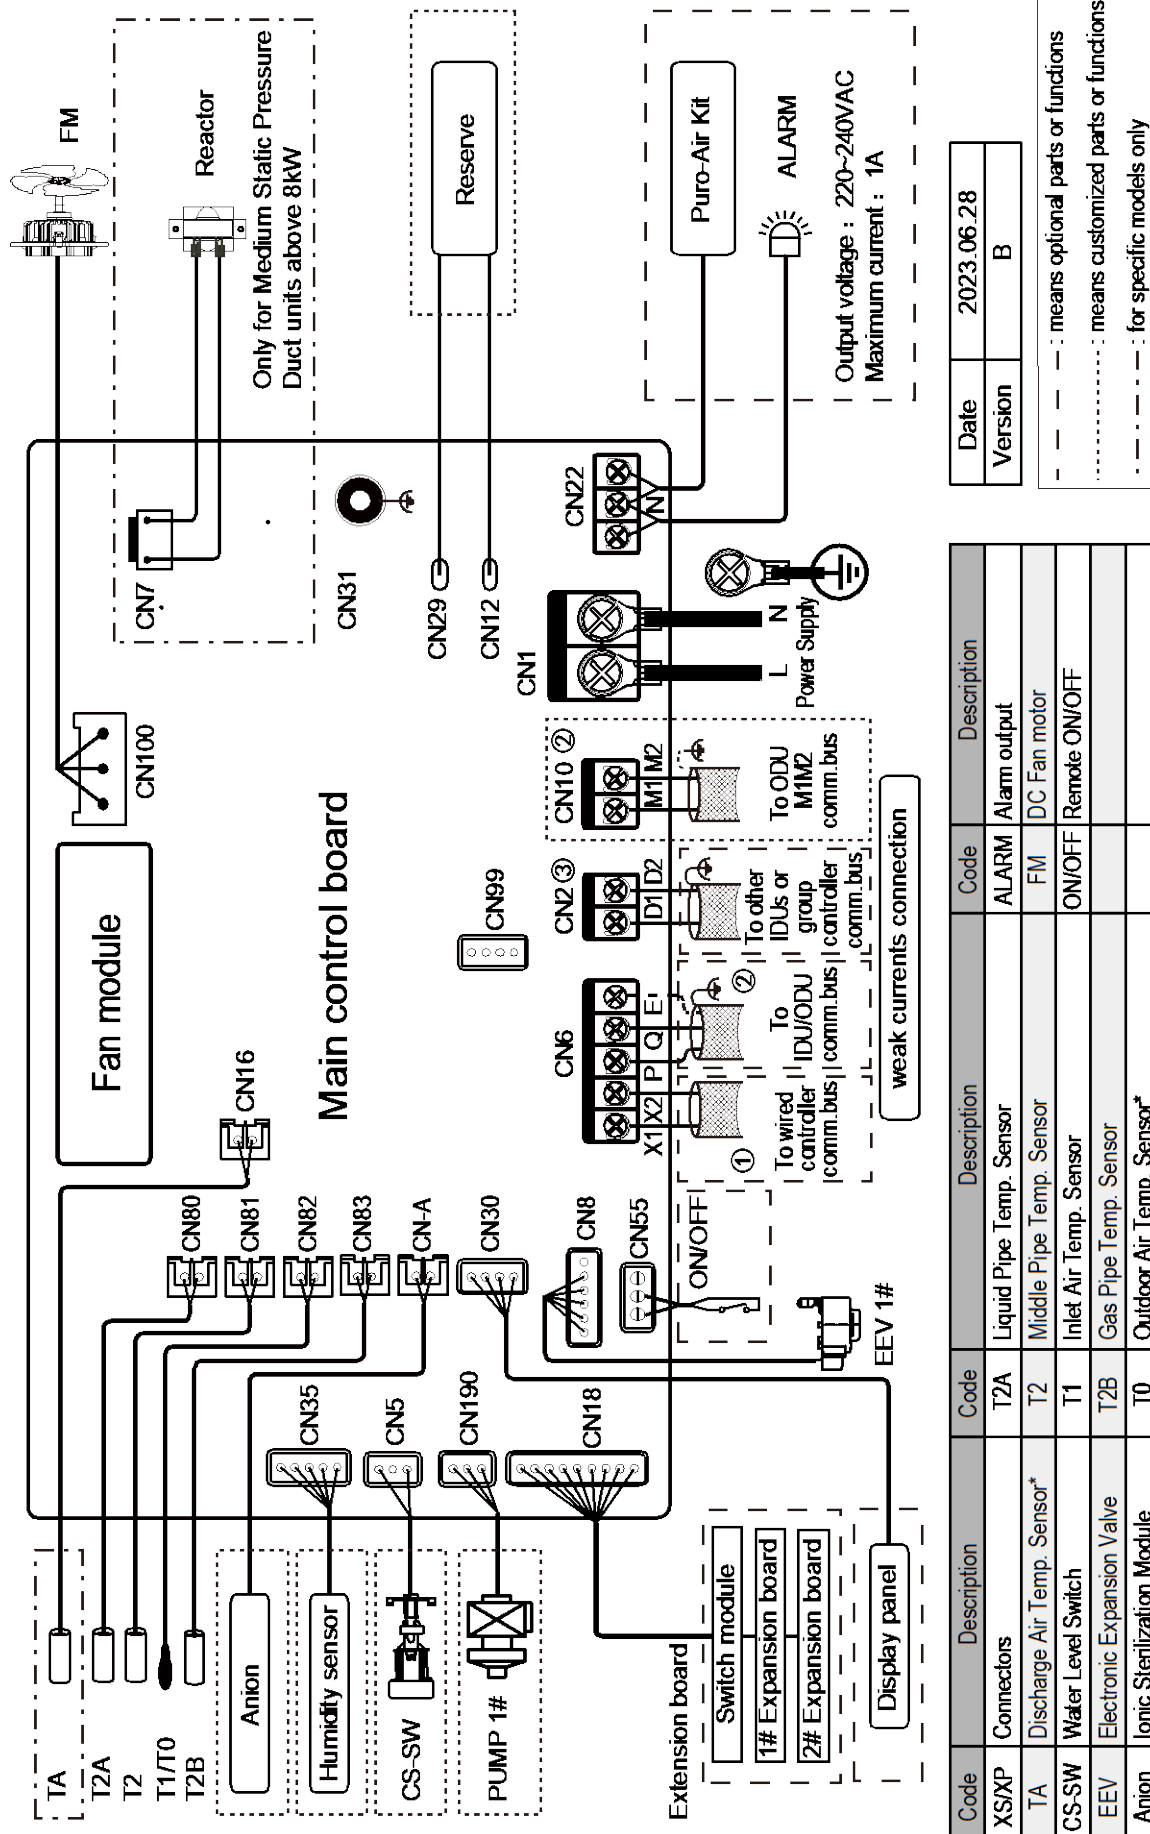 FM
Reactor
Only for Medium Static Pressure
Duct units above 8kW
CN7
CN100
Fan module
Main control board
CN31
Reserve
CN29
CN12
Puro-Air Kit
ALARM
Output voltage : 220~240VAC
Maximum current : 1A
CN22
N
CN1
L
N
Power Supply
CN10 ②
M1 M2
To ODU
M1M2
comm.bus
CN2 ③
D1 D2
To other
IDUs or
group
controller
comm.bus
CN99
CN6
X1 X2 P Q E
②
To
IDU/ODU
comm.bus
①
To wired
controller
comm.bus
weak currents connection
CN16
CN80
CN81
CN82
CN83
CN-A
CN30
CN8
CN55
ON/OFF
EEV 1#
CN35
CN5
CN190
CN18
TA
T2A
T2
T1/T0
T2B
Anion
Humidity sensor
CS-SW
PUMP 1#
Extension board
Switch module
1# Expansion board
2# Expansion board
Display panel
Date 2023.06.28
Version B
: means optional parts or functions
: means customized parts or functions
: for specific models only
Code Description Code Description Code Description
XS/XP Connectors T2A Liquid Pipe Temp. Sensor ALARM Alarm output
TA Discharge Air Temp. Sensor* T2 Middle Pipe Temp. Sensor FM DC Fan motor
CS-SW Water Level Switch T1 Inlet Air Temp. Sensor ON/OFF Remote ON/OFF
EEV Electronic Expansion Valve T2B Gas Pipe Temp. Sensor
Anion Ionic Sterilization Module T0 Outdoor Air Temp. Sensor*